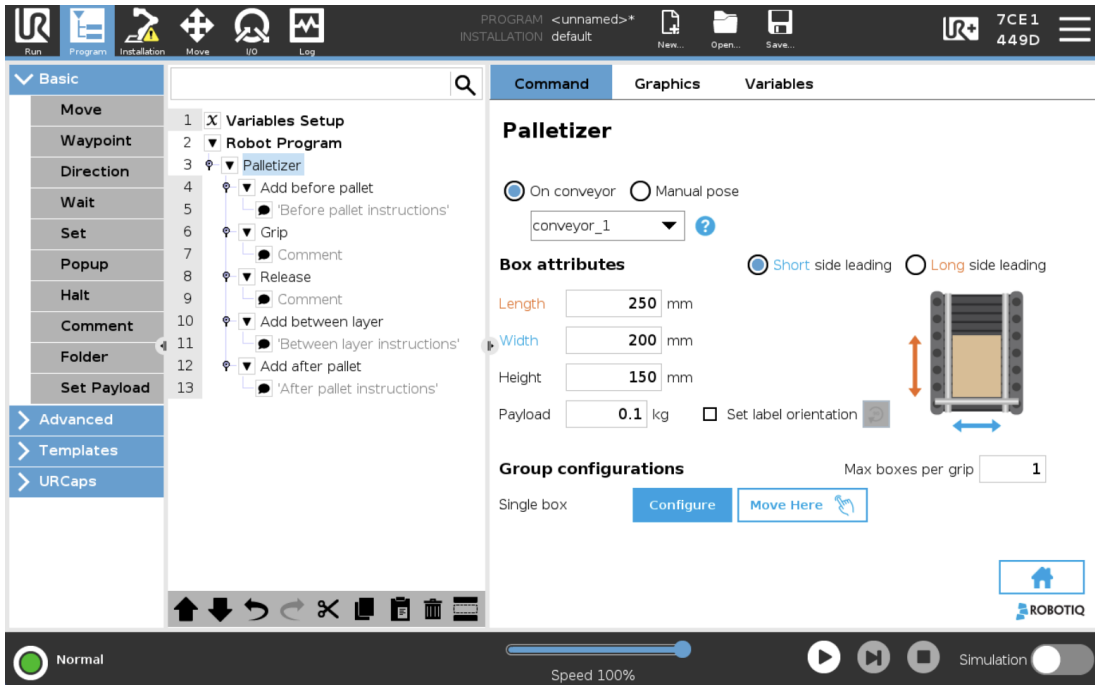 PROGRAM <unnamed>*
INSTALLATION default
UR
Run
Program
Installation
Move
I/O
Log
New...
Open...
Save...
UR+
7CE1
449D
Basic
Move
Waypoint
Direction
Wait
Set
Popup
Halt
Comment
Folder
Set Payload
Advanced
Templates
URCaps
1 X Variables Setup
2 Robot Program
3 Palletizer
4 Add before pallet
5 'Before pallet instructions'
6 Grip
7 Comment
8 Release
9 Comment
10 Add between layer
11 'Between layer instructions'
12 Add after pallet
13 'After pallet instructions'
Command Graphics Variables
Palletizer
On conveyor Manual pose
conveyor_1 ?
Box attributes Short side leading Long side leading
Length 250 mm
Width 200 mm
Height 150 mm
Payload 0.1 kg Set label orientation
Group configurations Max boxes per grip 1
Single box Configure Move Here
ROBOTIQ
Normal
Speed 100%
Simulation